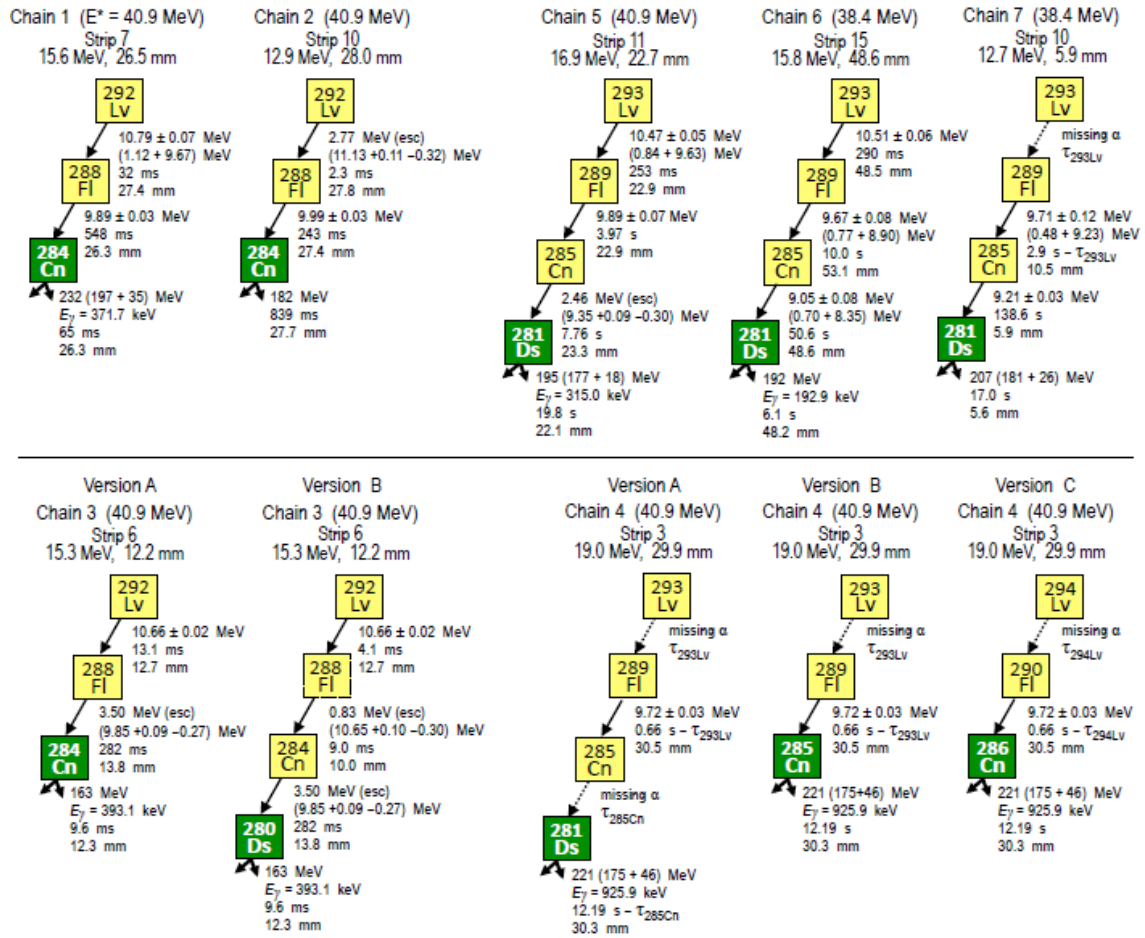 Chain 1 (E* = 40.9 MeV)
Strip 7
15.6 MeV, 26.5 mm
292
Lv
10.79 ± 0.07 MeV
(1.12 + 9.67) MeV
32 ms
27.4 mm
288
Fl
9.89 ± 0.03 MeV
548 ms
26.3 mm
284
Cn
232 (197 + 35) MeV
Eγ = 371.7 keV
65 ms
26.3 mm
Chain 2 (40.9 MeV)
Strip 10
12.9 MeV, 28.0 mm
292
Lv
2.77 MeV (esc)
(11.13 +0.11 −0.32) MeV
2.3 ms
27.8 mm
288
Fl
9.99 ± 0.03 MeV
243 ms
27.4 mm
284
Cn
182 MeV
839 ms
27.7 mm
Chain 5 (40.9 MeV)
Strip 11
16.9 MeV, 22.7 mm
293
Lv
10.47 ± 0.05 MeV
(0.84 + 9.63) MeV
253 ms
22.9 mm
289
Fl
9.89 ± 0.07 MeV
3.97 s
22.9 mm
285
Cn
2.46 MeV (esc)
(9.35 +0.09 −0.30) MeV
7.76 s
23.3 mm
281
Ds
195 (177 + 18) MeV
Eγ = 315.0 keV
19.8 s
22.1 mm
Chain 6 (38.4 MeV)
Strip 15
15.8 MeV, 48.6 mm
293
Lv
10.51 ± 0.06 MeV
290 ms
48.5 mm
289
Fl
9.67 ± 0.08 MeV
(0.77 + 8.90) MeV
10.0 s
53.1 mm
285
Cn
9.05 ± 0.08 MeV
(0.70 + 8.35) MeV
50.6 s
48.6 mm
281
Ds
192 MeV
Eγ = 192.9 keV
6.1 s
48.2 mm
Chain 7 (38.4 MeV)
Strip 10
12.7 MeV, 5.9 mm
293
Lv
missing α
τ293Lv
289
Fl
9.71 ± 0.12 MeV
(0.48 + 9.23) MeV
2.9 s − τ293Lv
10.5 mm
285
Cn
9.21 ± 0.03 MeV
138.6 s
5.9 mm
281
Ds
207 (181 + 26) MeV
17.0 s
5.6 mm
Version A
Chain 3 (40.9 MeV)
Strip 6
15.3 MeV, 12.2 mm
292
Lv
10.66 ± 0.02 MeV
13.1 ms
12.7 mm
288
Fl
3.50 MeV (esc)
(9.85 +0.09 −0.27) MeV
282 ms
13.8 mm
284
Cn
163 MeV
Eγ = 393.1 keV
9.6 ms
12.3 mm
Version B
Chain 3 (40.9 MeV)
Strip 6
15.3 MeV, 12.2 mm
292
Lv
10.66 ± 0.02 MeV
4.1 ms
12.7 mm
288
Fl
0.83 MeV (esc)
(10.65 +0.10 −0.30) MeV
9.0 ms
10.0 mm
284
Cn
3.50 MeV (esc)
(9.85 +0.09 −0.27) MeV
282 ms
13.8 mm
280
Ds
163 MeV
Eγ = 393.1 keV
9.6 ms
12.3 mm
Version A
Chain 4 (40.9 MeV)
Strip 3
19.0 MeV, 29.9 mm
293
Lv
missing α
τ293Lv
289
Fl
9.72 ± 0.03 MeV
0.66 s − τ293Lv
30.5 mm
285
Cn
missing α
τ285Cn
281
Ds
221 (175 + 46) MeV
Eγ = 925.9 keV
12.19 s − τ285Cn
30.3 mm
Version B
Chain 4 (40.9 MeV)
Strip 3
19.0 MeV, 29.9 mm
293
Lv
missing α
τ293Lv
289
Fl
9.72 ± 0.03 MeV
0.66 s − τ293Lv
30.5 mm
285
Cn
221 (175+46) MeV
Eγ = 925.9 keV
12.19 s
30.3 mm
Version C
Chain 4 (40.9 MeV)
Strip 3
19.0 MeV, 29.9 mm
294
Lv
missing α
τ294Lv
290
Fl
9.72 ± 0.03 MeV
0.66 s − τ294Lv
30.5 mm
286
Cn
221 (175 + 46) MeV
Eγ = 925.9 keV
12.19 s
30.3 mm